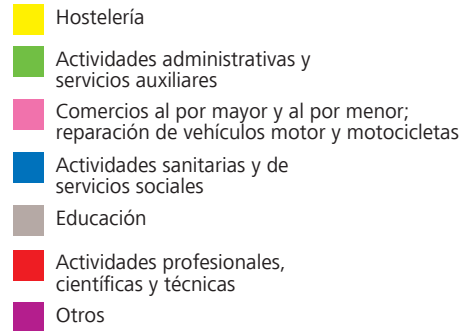 Hostelería
Actividades administrativas y
servicios auxiliares
Comercios al por mayor y al por menor;
reparación de vehículos motor y motocicletas
Actividades sanitarias y de
servicios sociales
Educación
Actividades profesionales,
científicas y técnicas
Otros